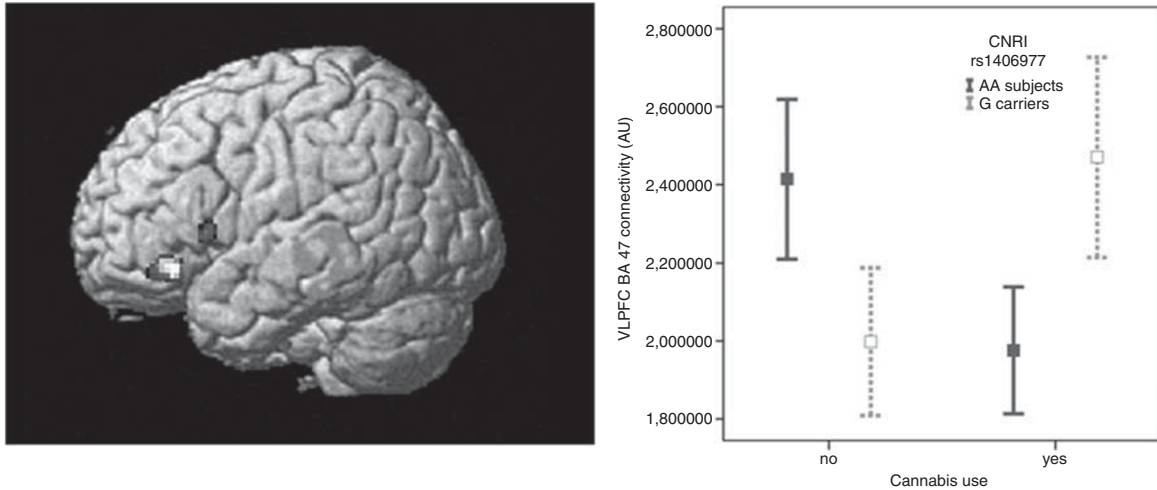 2,800000
2,600000
2,400000
2,200000
2,000000
1,800000
VLPFC BA 47 connectivity (AU)
CNRI
rs1406977
AA subjects
G carriers
no
yes
Cannabis use